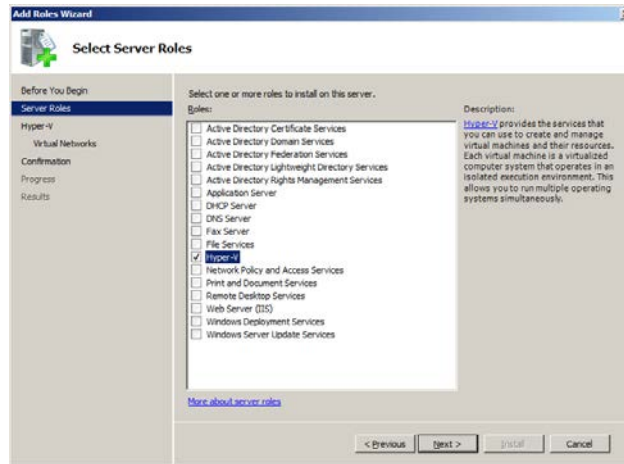 Add Roles Wizard
Select Server Roles
Before You Begin
Server Roles
Hyper-V
Virtual Networks
Confirmation
Progress
Results
Select one or more roles to install on this server.
Roles:
Active Directory Certificate Services
Active Directory Domain Services
Active Directory Federation Services
Active Directory Lightweight Directory Services
Active Directory Rights Management Services
Application Server
DHCP Server
DNS Server
Fax Server
File Services
Hyper-V
Network Policy and Access Services
Print and Document Services
Remote Desktop Services
Web Server (IIS)
Windows Deployment Services
Windows Server Update Services
More about server roles
Description:
Hyper-V provides the services that
you can use to create and manage
virtual machines and their resources.
Each virtual machine is a virtualized
computer system that operates in an
isolated execution environment. This
allows you to run multiple operating
systems simultaneously.
< Previous
Next >
Install
Cancel